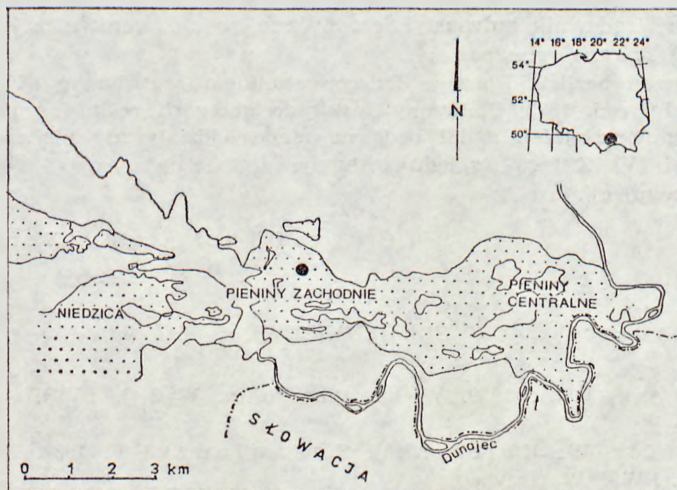 14° 16° 18° 20° 22° 24°
54°
52°
50°
N
NIEDZICA
PIENINY ZACHODNIE
PIENINY
CENTRALNE
SŁOWACJA
Dunajec
0 1 2 3 km